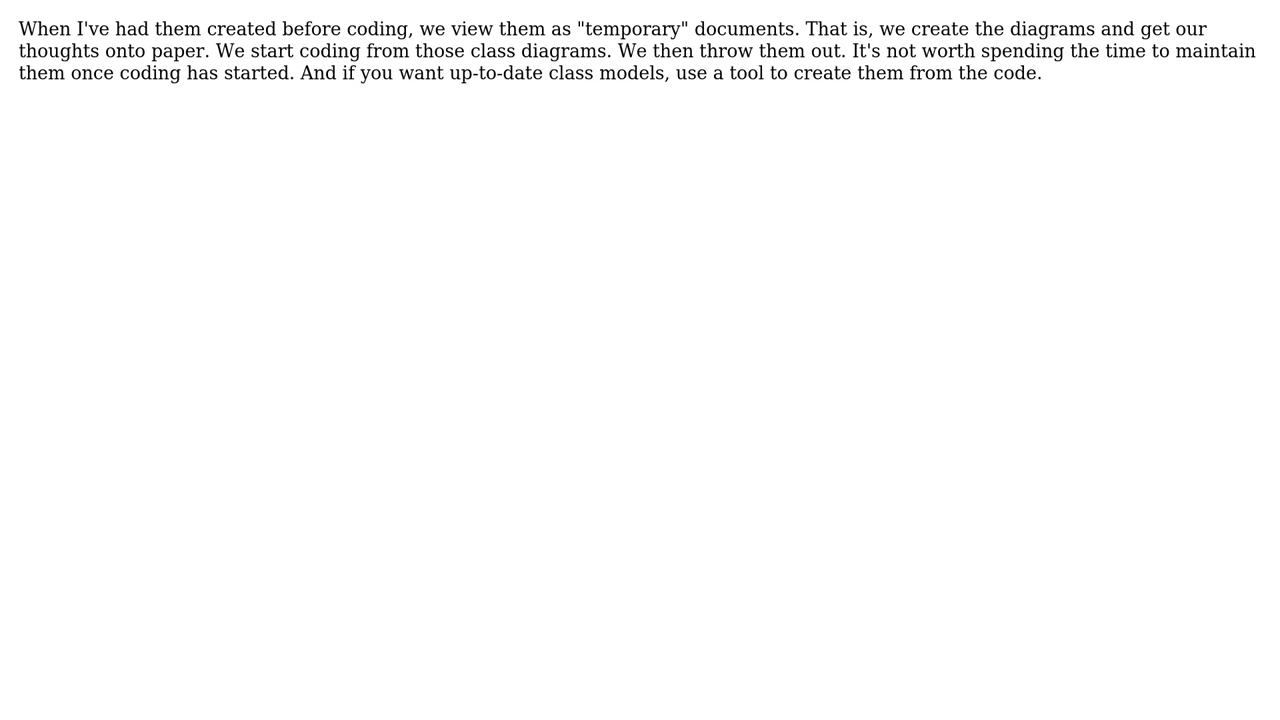 When I've had them created before coding, we view them as "temporary" documents. That is, we create the diagrams and get our
thoughts onto paper. We start coding from those class diagrams. We then throw them out. It's not worth spending the time to maintain
them once coding has started. And if you want up-to-date class models, use a tool to create them from the code.